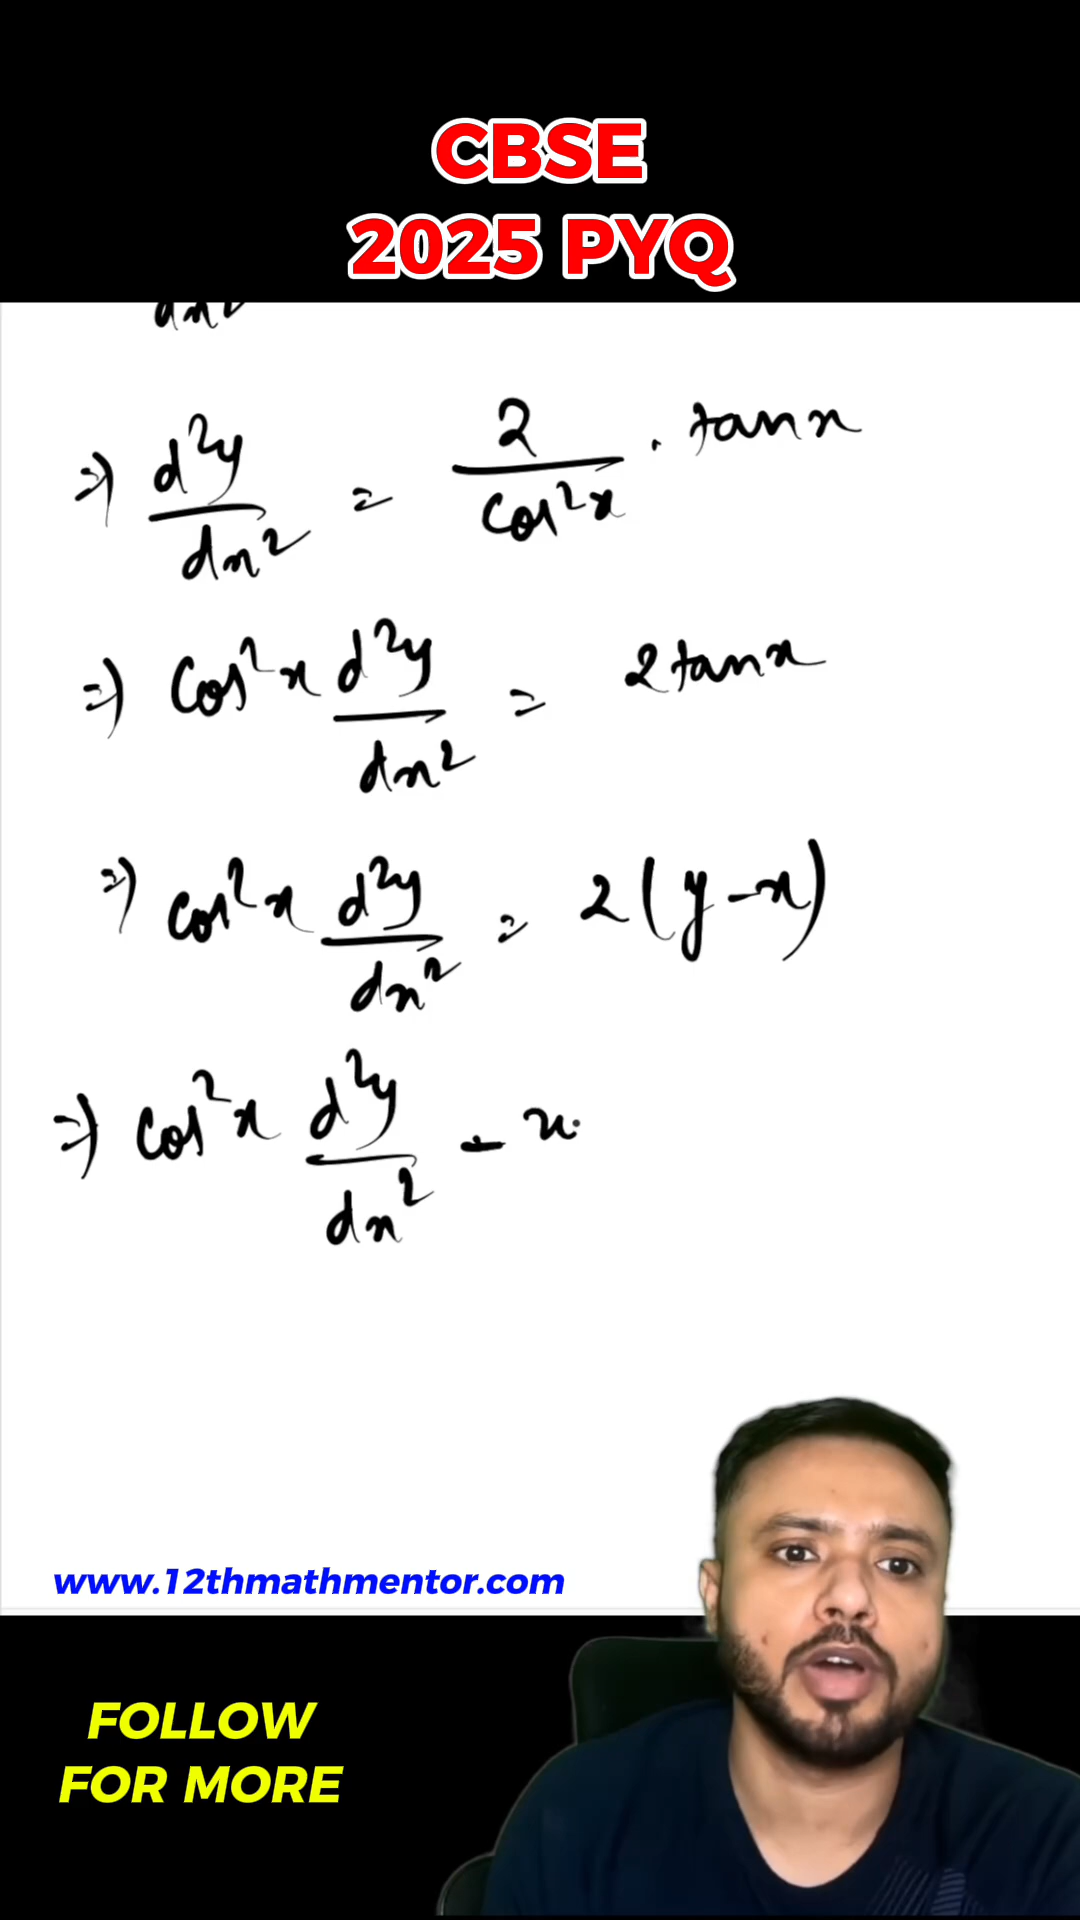 CBSE
2025 PYQ
dx²
⇒ d²y/dx² = 2/cos²x . tanx
⇒ cos²x d²y/dx² = 2tanx
⇒ cos²x d²y/dx² = 2(y-x)
⇒ cos²x d²y/dx² - x
www.12thmathmentor.com
FOLLOW
FOR MORE